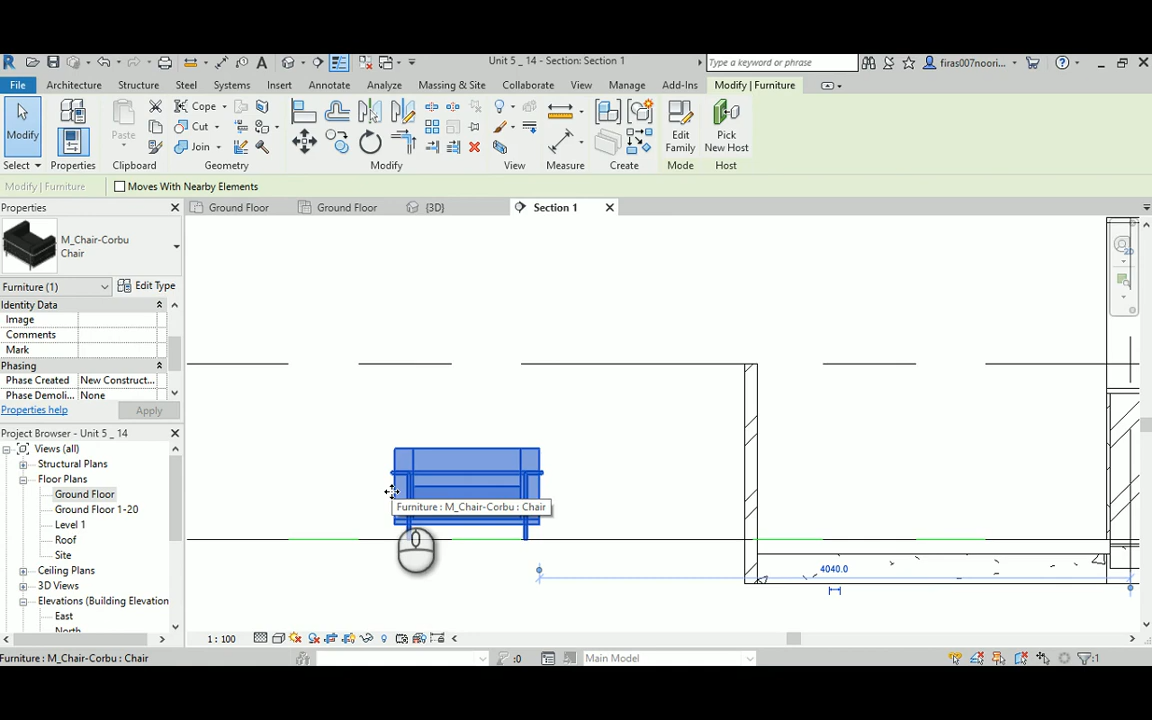 Unit 5 _ 14 - Section: Section 1
Type a keyword or phrase
firas007noori...
File Architecture Structure Steel Systems Insert Annotate Analyze Massing & Site Collaborate View Manage Add-Ins Modify | Furniture
Modify
Properties
Paste
Cope
Cut
Join
Edit Family
Pick New Host
Select Properties Clipboard Geometry Modify View Measure Create Mode Host
Modify | Furniture Moves With Nearby Elements
Properties
Ground Floor Ground Floor {3D} Section 1
M_Chair-Corbu
Chair
Furniture (1) Edit Type
Identity Data
Image
Comments
Mark
Phasing
Phase Created New Construct...
Phase Demoli... None
Properties help Apply
Project Browser - Unit 5 _ 14
Views (all)
Structural Plans
Floor Plans
Ground Floor
Ground Floor 1-20
Level 1
Roof
Site
Ceiling Plans
3D Views
Elevations (Building Elevation
East
North
Furniture : M_Chair-Corbu : Chair
4040.0
2D
1 : 100
Furniture : M_Chair-Corbu : Chair
:0
Main Model
:1